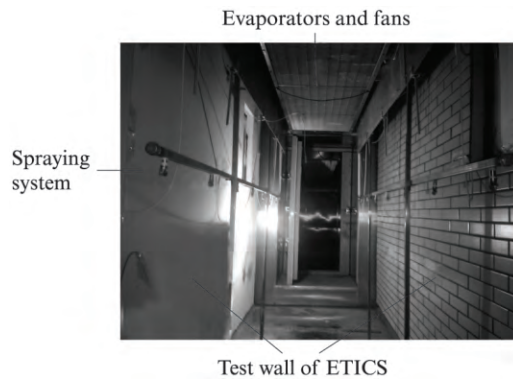 Evaporators and fans
Spraying
system
Test wall of ETICS